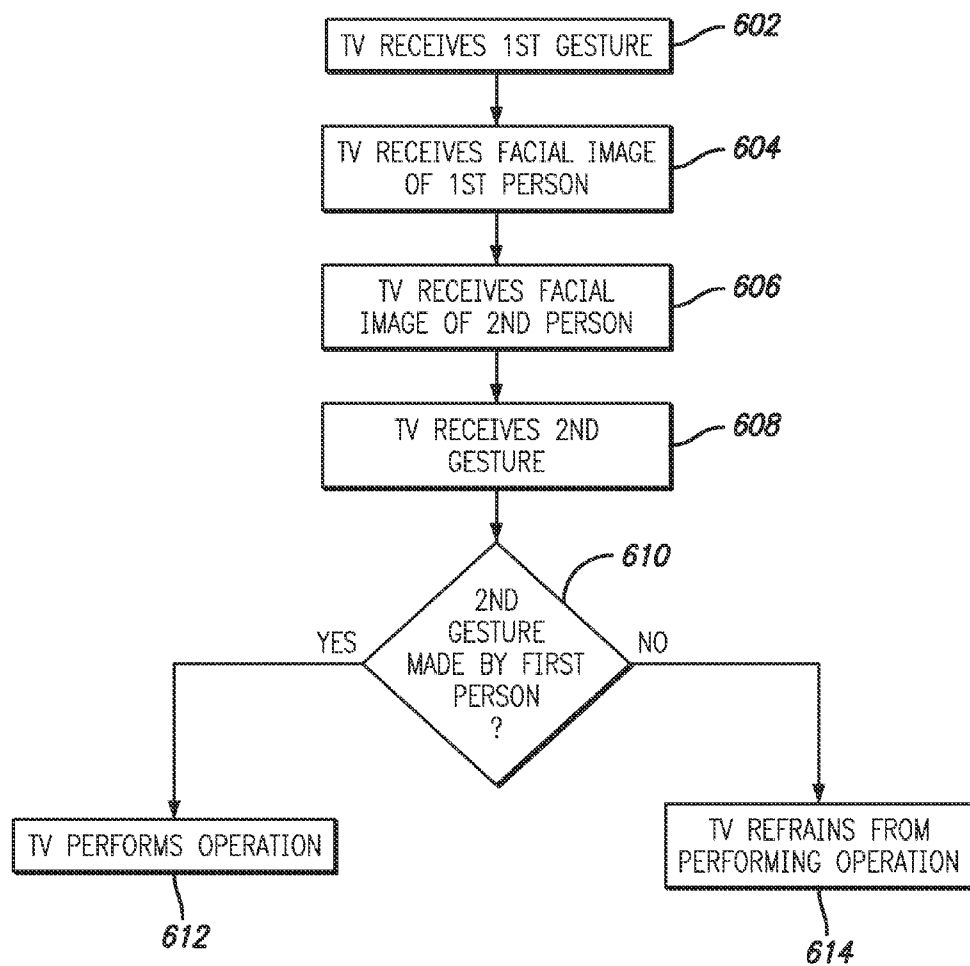 TV RECEIVES 1ST GESTURE
602
TV RECEIVES FACIAL IMAGE
OF 1ST PERSON
604
TV RECEIVES FACIAL
IMAGE OF 2ND PERSON
606
TV RECEIVES 2ND
GESTURE
608
610
2ND
GESTURE
MADE BY FIRST
PERSON
?
YES
NO
TV PERFORMS OPERATION
612
TV REFRAINS FROM
PERFORMING OPERATION
614